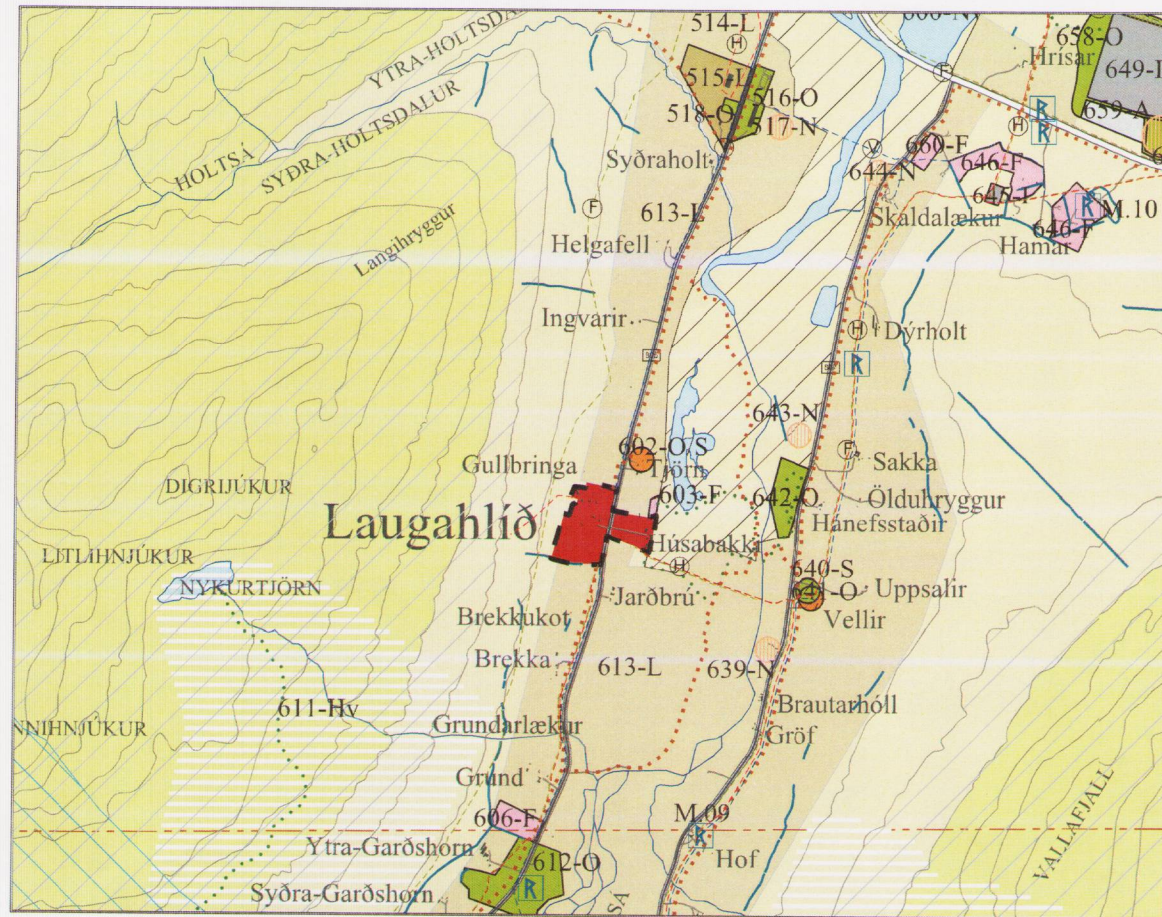 514-L
658-O
Hrísar
649-I
YTRA-HOLTSDA
515-L
516-O
518-O
517-N
659-A
SYÐRA-HOLTSDALUR
HOLTSÁ
Syðraholt
660-F
646-F
644-N
645-I
613-L
Skáldalækur
M.10
646-F
Hamar
Langihryggur
Helgafell
Ingvarir
Dýrholt
643-N
602-O/S
Tjörn
Gullbringa
Sakka
DIGRIJÚKUR
603-F
642-O
Ölduhryggur
Laugahlíð
Hánefsstaðir
Húsabakki
LITLIHNJÚKUR
NYKURTJÖRN
640-S
641-O
Uppsalir
Jarðbrú
Brekkukot
Vellir
Brekka
613-L
639-N
611-Hv
Brautarhóll
NNIHNJÚKUR
Grundarlækur
Gröf
Grund
606-F
M.09
Ytra-Garðshorn
612-O
Hof
VALLAFJALL
Syðra-Garðshorn
SÁ